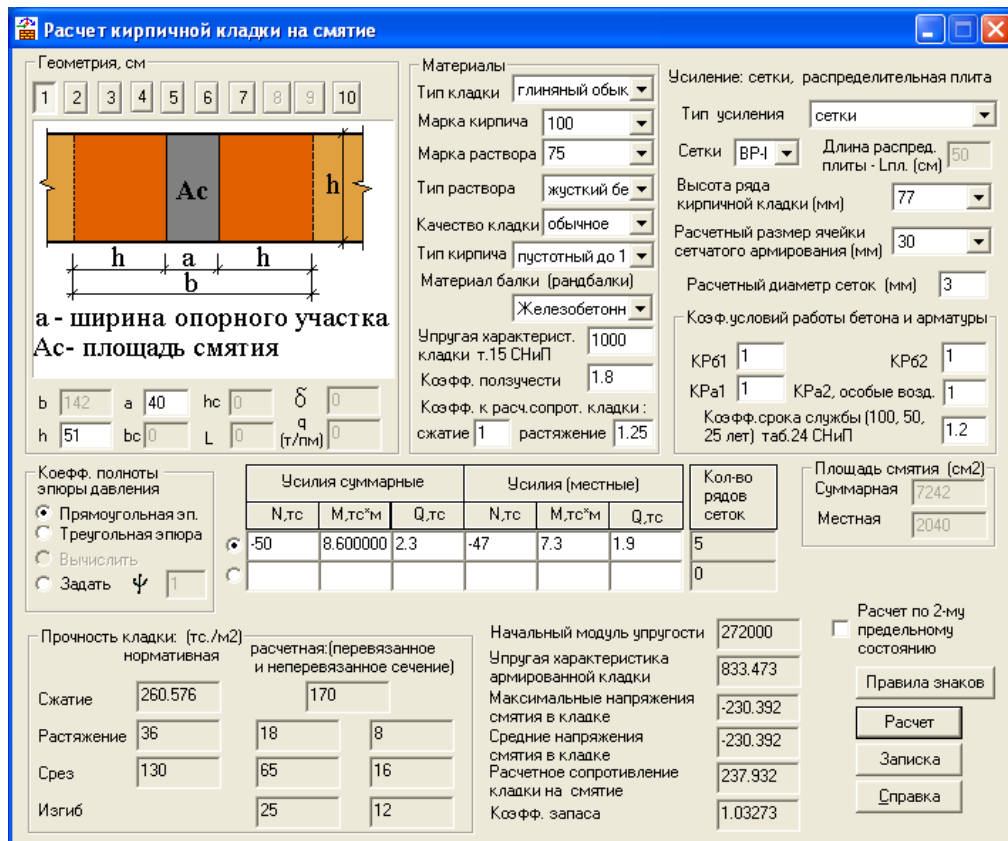 Расчет кирпичной кладки на смятие
Геометрия, см
1 2 3 4 5 6 7 8 9 10
Ac
h
h a h
b
a - ширина опорного участка
Ac- площадь смятия
b 142 a 40 hc 0 δ 0
h 51 bc 0 L 0 q (т/пм) 0
Материалы
Тип кладки глиняный обык
Марка кирпича 100
Марка раствора 75
Тип раствора жусткий бе
Качество кладки обычное
Тип кирпича пустотный до 1
Материал балки (рандбалки)
Железобетонн
Упругая характерист.
кладки т.15 СНиП 1000
Коэфф. ползучести 1.8
Коэфф. к расч.сопрот. кладки :
сжатие 1 растяжение 1.25
Усиление: сетки, распределительная плита
Тип усиления сетки
Сетки ВР-I Длина распред.
плиты - Lпл. (см) 50
Высота ряда
кирпичной кладки (мм) 77
Расчетный размер ячейки
сетчатого армирования (мм) 30
Расчетный диаметр сеток (мм) 3
Коэф.условий работы бетона и арматуры
КРб1 1 КРб2 1
КРа1 1 КРа2, особые возд. 1
Коэфф.срока службы (100, 50,
25 лет) таб.24 СНиП 1.2
Коефф. полноты
эпюры давления
Прямоугольная эп.
Треугольная эпюра
Вычислить
Задать ψ 1
Усилия суммарные Усилия (местные) Кол-во
рядов
сеток
N,тс М,тс*м Q,тс N,тс М,тс*м Q,тс
-50 8.600000 2.3 -47 7.3 1.9 5
0
Площадь смятия (см2)
Суммарная 7242
Местная 2040
Прочность кладки: (тс./м2)
нормативная расчетная:(перевязанное
и неперевязанное сечение)
Сжатие 260.576 170
Растяжение 36 18 8
Срез 130 65 16
Изгиб 25 12
Начальный модуль упругости 272000
Упругая характеристика
армированной кладки 833.473
Максимальные напряжения
смятия в кладке -230.392
Средние напряжения
смятия в кладке -230.392
Расчетное сопротивление
кладки на смятие 237.932
Коэфф. запаса 1.03273
Расчет по 2-му
предельному
состоянию
Правила знаков
Расчет
Записка
Справка